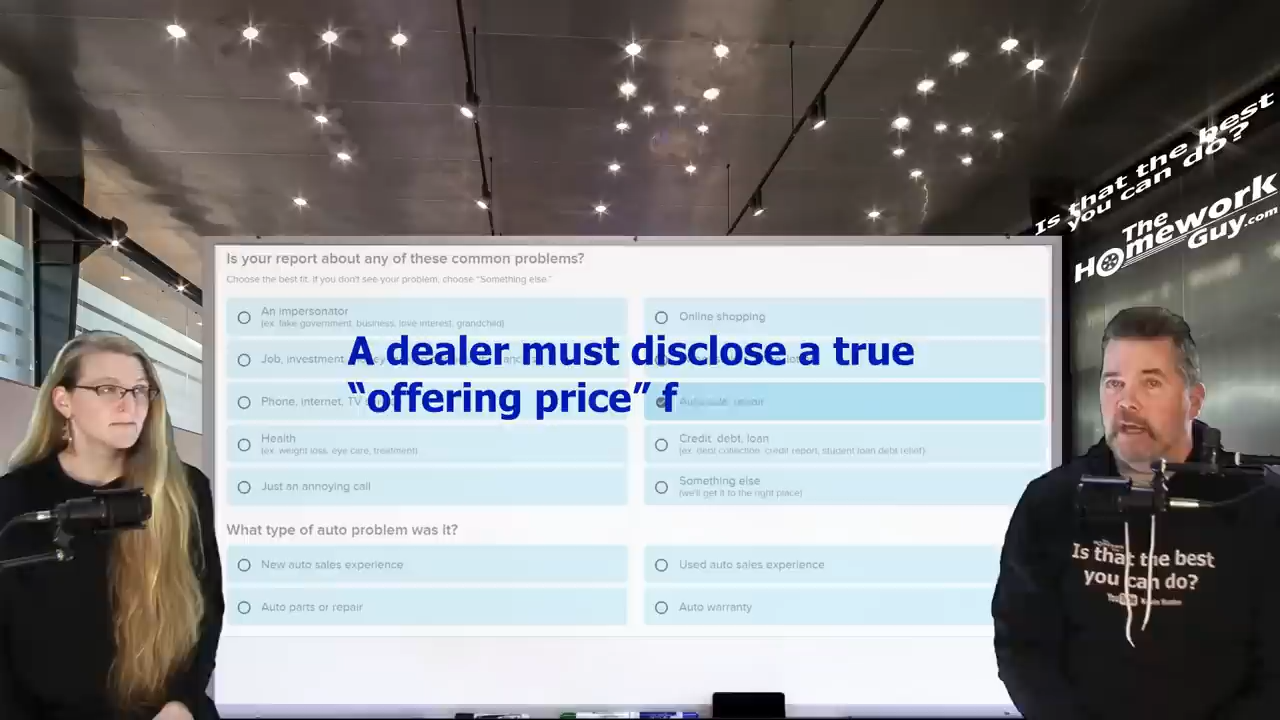 Is that the best
you can do?
The
Homework
Guy.com
Is your report about any of these common problems?
Choose the best fit. If you don't see your problem, choose "Something else."
An impersonator
(ex. fake government, business, love interest, grandchild)
Online shopping
A dealer must disclose a true
Job, investment,
"offering price" f
Phone, internet, TV
Auto sale, repair
Health
(ex. weight loss, eye care, treatment)
Credit, debt, loan
(ex. debt collection, credit report, student loan debt relief)
Just an annoying call
Something else
(we'll get it to the right place)
What type of auto problem was it?
New auto sales experience
Used auto sales experience
Auto parts or repair
Auto warranty
Is that the best
you can do?